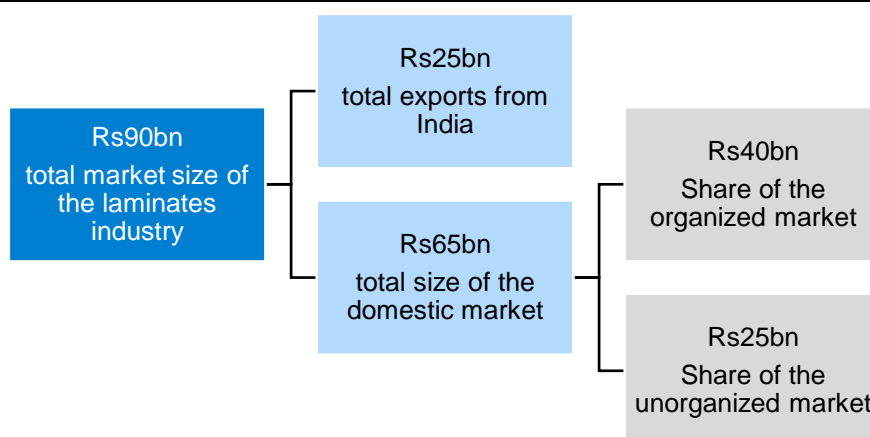 Rs90bn
total market size of
the laminates
industry
Rs25bn
total exports from
India
Rs65bn
total size of the
domestic market
Rs40bn
Share of the
organized market
Rs25bn
Share of the
unorganized market